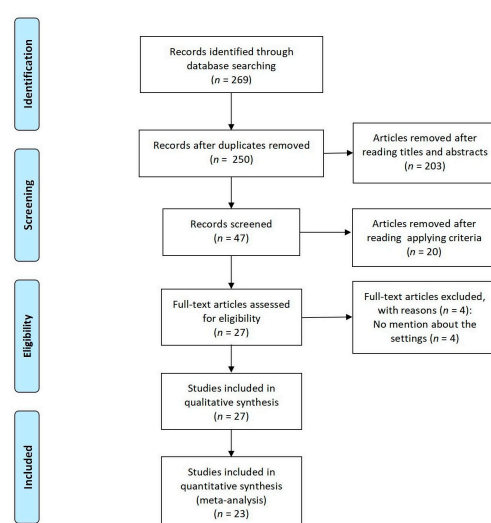 Identification
Records identified through
database searching
(n = 269)
Records after duplicates removed
(n = 250)
Articles removed after
reading titles and abstracts
(n = 203)
Screening
Records screened
(n = 47)
Articles removed after
reading applying criteria
(n = 20)
Eligibility
Full-text articles assessed
for eligibility
(n = 27)
Full-text articles excluded,
with reasons (n = 4):
No mention about the
settings (n = 4)
Studies included in
qualitative synthesis
(n = 27)
Included
Studies included in
quantitative synthesis
(meta-analysis)
(n = 23)